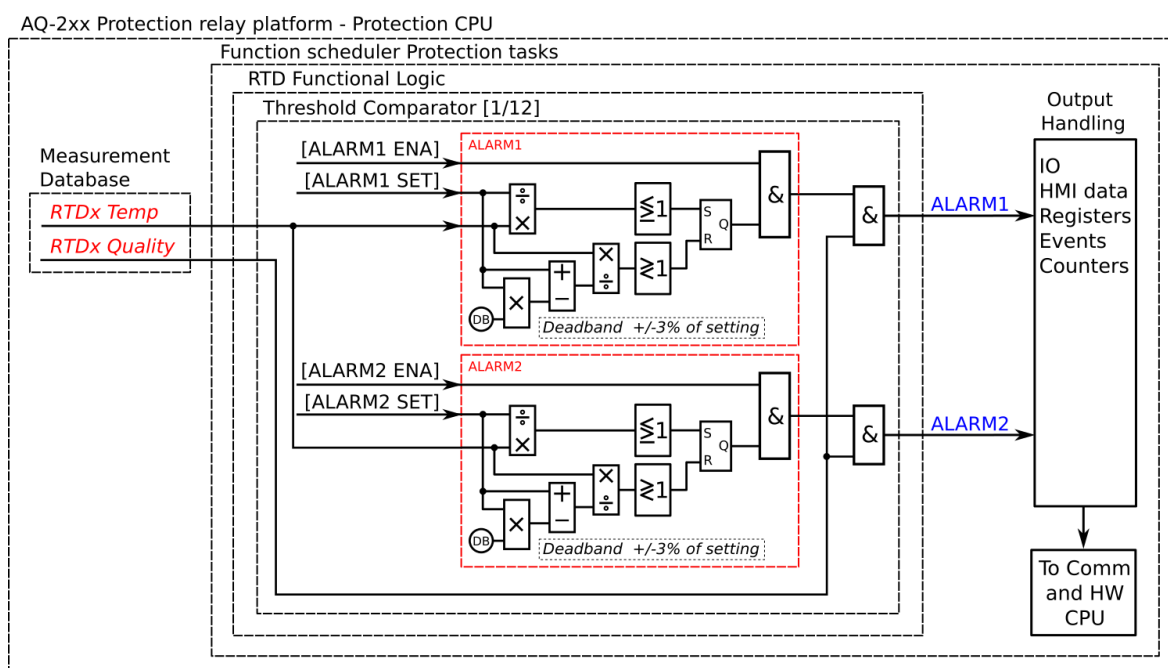 AQ-2xx Protection relay platform - Protection CPU
Function scheduler Protection tasks
RTD Functional Logic
Threshold Comparator [1/12]
Measurement
Database
RTDx Temp
RTDx Quality
[ALARM1 ENA]
[ALARM1 SET]
ALARM1
÷
×
≶1
S
R
Q
&
&
×
÷
≷1
+
−
×
DB
Deadband +/-3% of setting
ALARM1
[ALARM2 ENA]
[ALARM2 SET]
ALARM2
÷
×
≶1
S
R
Q
&
&
×
÷
≷1
+
−
×
DB
Deadband +/-3% of setting
ALARM2
Output
Handling
IO
HMI data
Registers
Events
Counters
To Comm
and HW
CPU